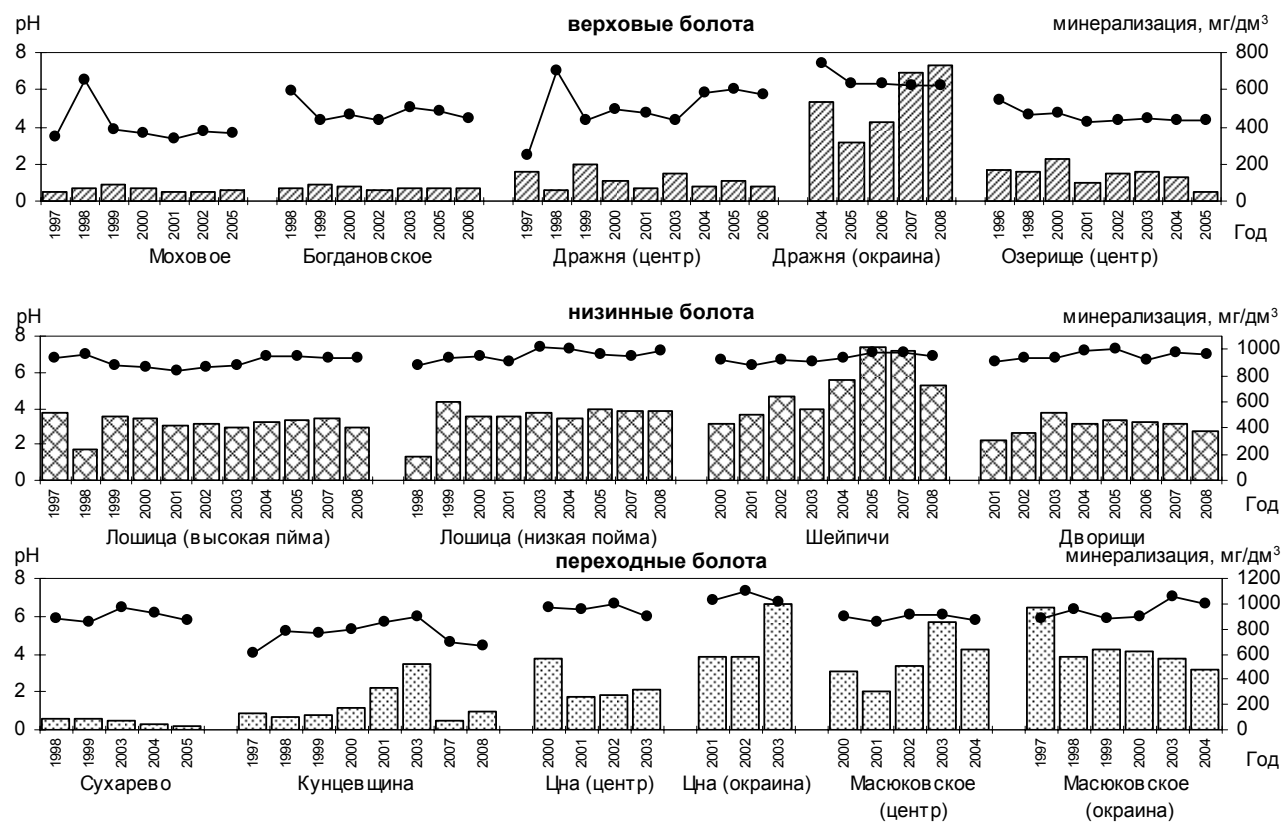 pH верховые болота минерализация, мг/дм³
8 800
6 600
4 400
2 200
0 0
1997 1998 1999 2000 2001 2002 2005 1998 1999 2000 2002 2003 2005 2006 1997 1998 1999 2000 2001 2003 2004 2005 2006 2004 2005 2006 2007 2008 1996 1998 2000 2001 2002 2003 2004 2005
Год
Моховое Богдановское Дражня (центр) Дражня (окраина) Озерище (центр)
pH низинные болота минерализация, мг/дм³
8 1000
6 800
4 600
2 400
0 200
0
1997 1998 1999 2000 2001 2002 2003 2004 2005 2007 2008 1998 1999 2000 2001 2003 2004 2005 2007 2008 2000 2001 2002 2003 2004 2005 2007 2008 2001 2002 2003 2004 2005 2006 2007 2008
Год
Лошица (высокая пйма) Лошица (низкая пойма) Шейпичи Дворищи
pH переходные болота минерализация, мг/дм³
8 1200
6 1000
4 800
2 600
0 400
200
0
1998 1999 2003 2004 2005 1997 1998 1999 2000 2001 2003 2007 2008 2000 2001 2002 2003 2001 2002 2003 2000 2001 2002 2003 2004 1997 1998 1999 2000 2003 2004
Год
Сухарево Кунцевщина Цна (центр) Цна (окраина) Масюковское Масюковское
(центр) (окраина)